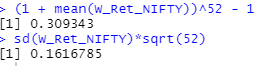 > (1 + mean(W_Ret_NIFTY))^52 - 1
[1] 0.309343
> sd(W_Ret_NIFTY)*sqrt(52)
[1] 0.1616785